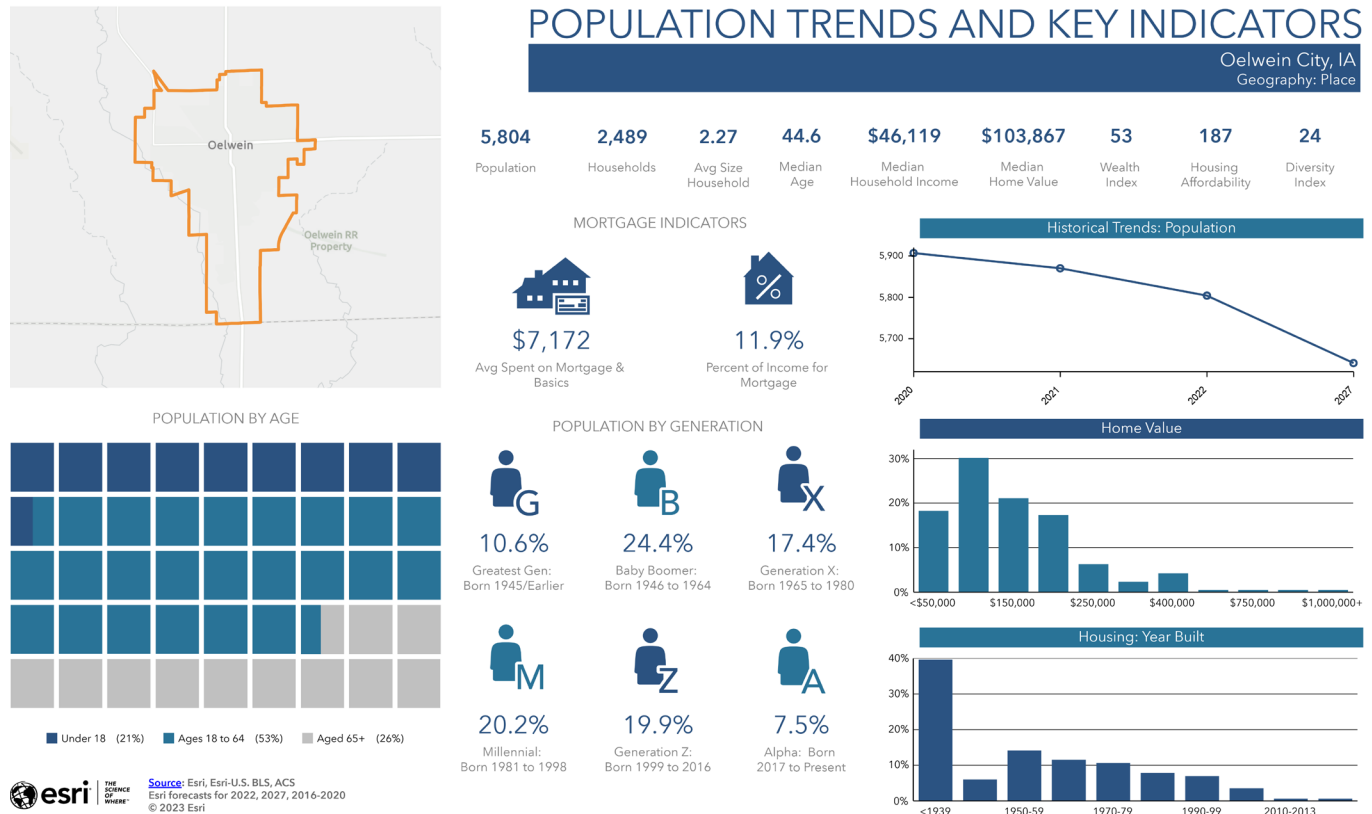 POPULATION TRENDS AND KEY INDICATORS
Oelwein City, IA
Geography: Place
Oelwein
Oelwein RR
Property
5,804
Population
2,489
Households
2.27
Avg Size
Household
44.6
Median
Age
$46,119
Median
Household Income
$103,867
Median
Home Value
53
Wealth
Index
187
Housing
Affordability
24
Diversity
Index
MORTGAGE INDICATORS
$7,172
Avg Spent on Mortgage &
Basics
%
11.9%
Percent of Income for
Mortgage
Historical Trends: Population
5,900
5,800
5,700
2020
2021
2022
2027
POPULATION BY AGE
Under 18 (21%)
Ages 18 to 64 (53%)
Aged 65+ (26%)
POPULATION BY GENERATION
G
10.6%
Greatest Gen:
Born 1945/Earlier
B
24.4%
Baby Boomer:
Born 1946 to 1964
X
17.4%
Generation X:
Born 1965 to 1980
M
20.2%
Millennial:
Born 1981 to 1998
Z
19.9%
Generation Z:
Born 1999 to 2016
A
7.5%
Alpha: Born
2017 to Present
Home Value
30%
20%
10%
0%
<$50,000
$150,000
$250,000
$400,000
$750,000
$1,000,000+
Housing: Year Built
40%
30%
20%
10%
0%
<1939
1950-59
1970-79
1990-99
2010-2013
esri
THE
SCIENCE
OF
WHERE™
Source: Esri, Esri-U.S. BLS, ACS
Esri forecasts for 2022, 2027, 2016-2020
© 2023 Esri